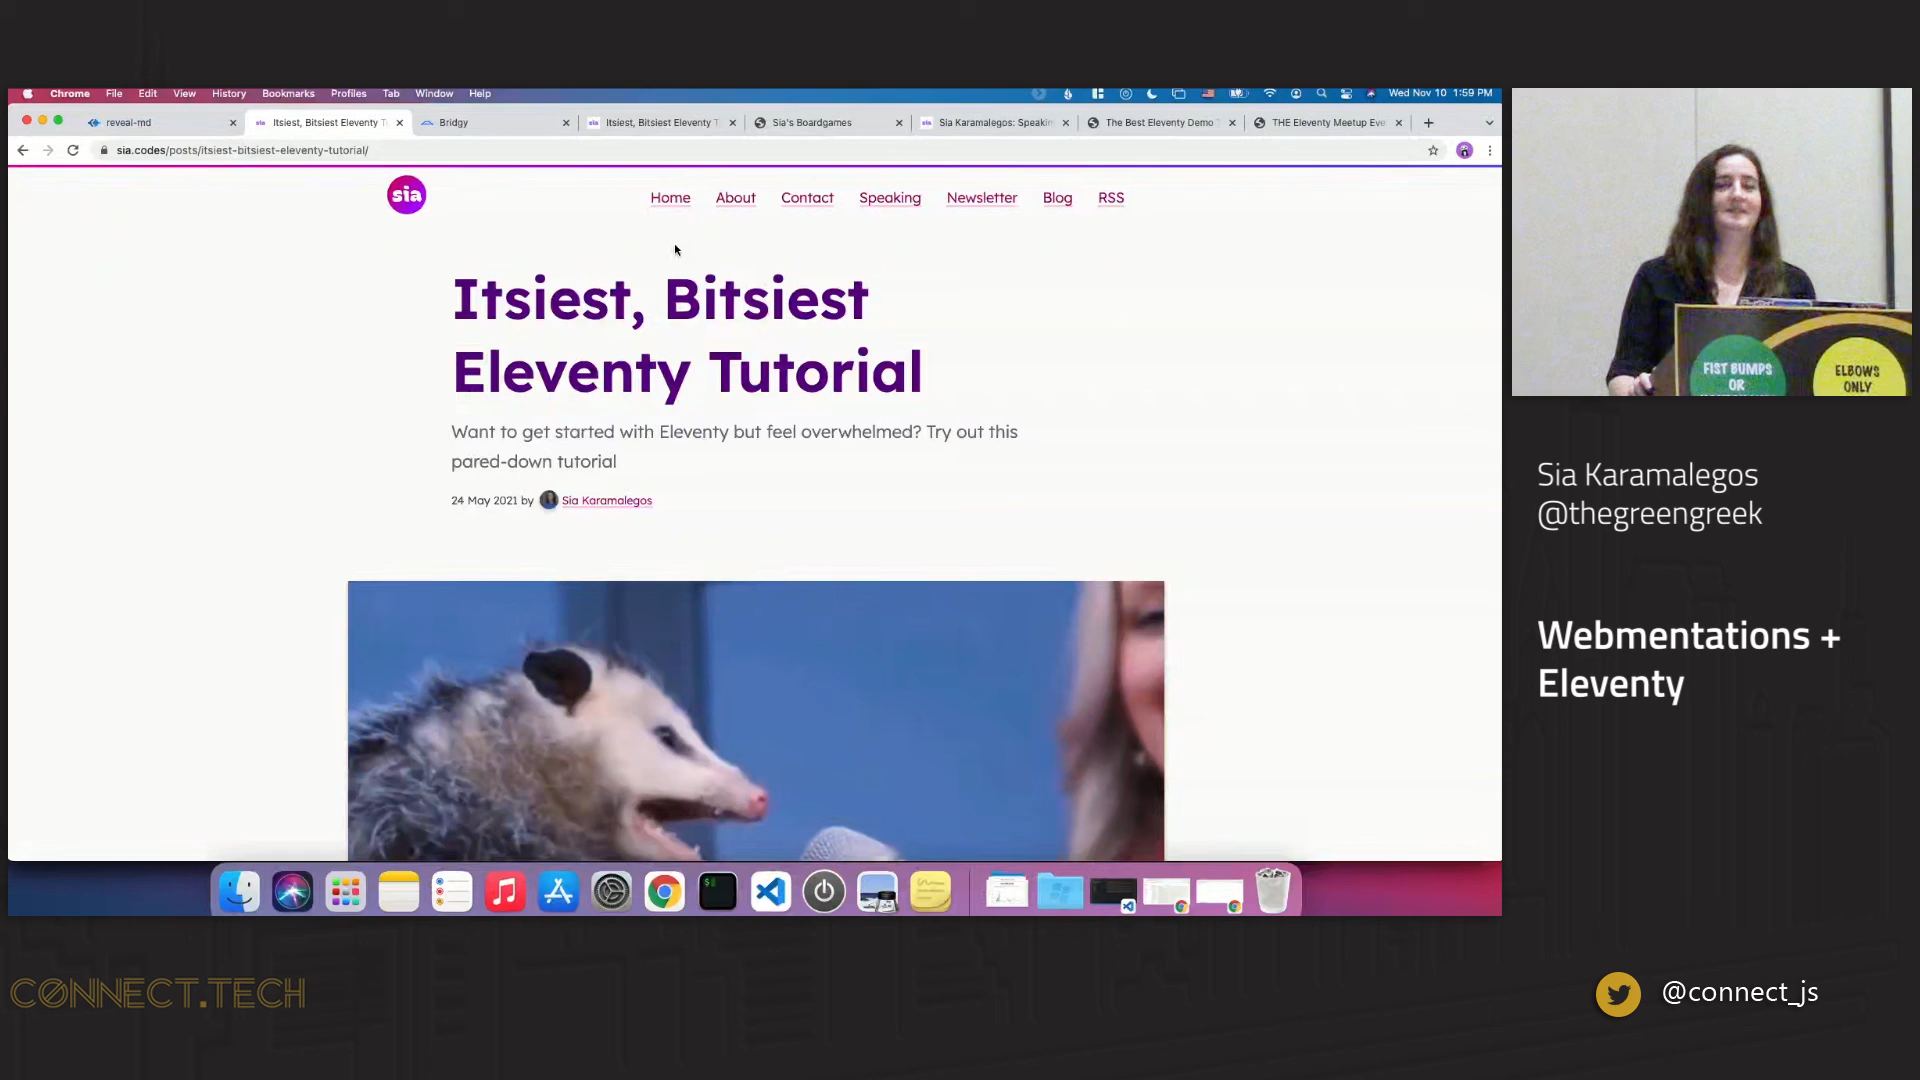 Chrome File Edit View History Bookmarks Profiles Tab Window Help
Wed Nov 10 1:59 PM
reveal-md
Itsiest, Bitsiest Eleventy T
Bridgy
Itsiest, Bitsiest Eleventy T
Sia's Boardgames
Sia Karamalegos: Speakin
The Best Eleventy Demo
THE Eleventy Meetup Eve
sia.codes/posts/itsiest-bitsiest-eleventy-tutorial/
sia
Home About Contact Speaking Newsletter Blog RSS
Itsiest, Bitsiest
Eleventy Tutorial
Want to get started with Eleventy but feel overwhelmed? Try out this
pared-down tutorial
24 May 2021 by Sia Karamalegos
FIST BUMPS
OR
ELBOWS
ONLY
Sia Karamalegos
@thegreengreek
Webmentations +
Eleventy
CONNECT.TECH
@connect_js